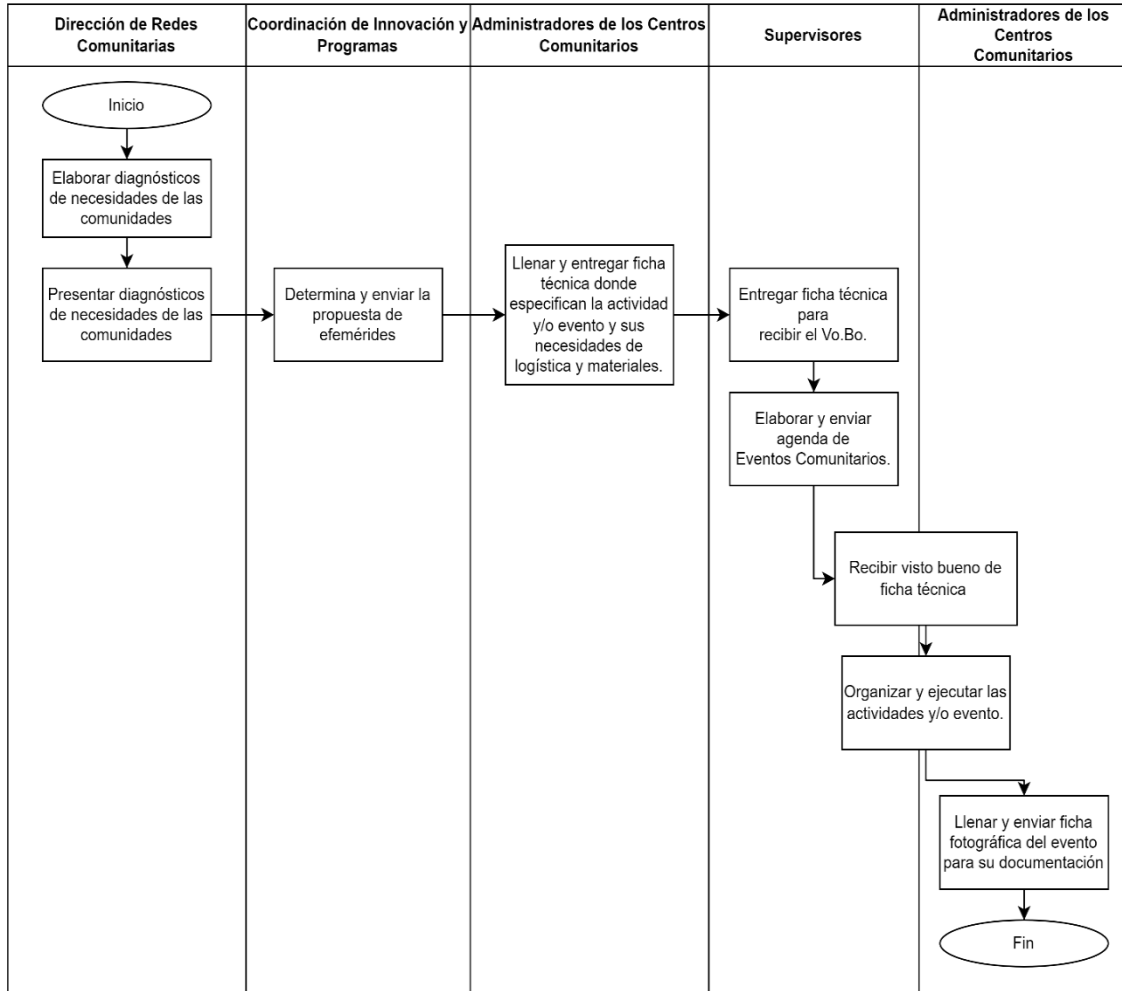 Dirección de Redes
Comunitarias
Coordinación de Innovación y
Programas
Administradores de los Centros
Comunitarios
Supervisores
Administradores de los
Centros
Comunitarios
Inicio
Elaborar diagnósticos
de necesidades de las
comunidades
Presentar diagnósticos
de necesidades de las
comunidades
Determina y enviar la
propuesta de
efemérides
Llenar y entregar ficha
técnica donde
especifican la actividad
y/o evento y sus
necesidades de
logística y materiales.
Entregar ficha técnica
para
recibir el Vo.Bo.
Elaborar y enviar
agenda de
Eventos Comunitarios.
Recibir visto bueno de
ficha técnica
Organizar y ejecutar las
actividades y/o evento.
Llenar y enviar ficha
fotográfica del evento
para su documentación
Fin